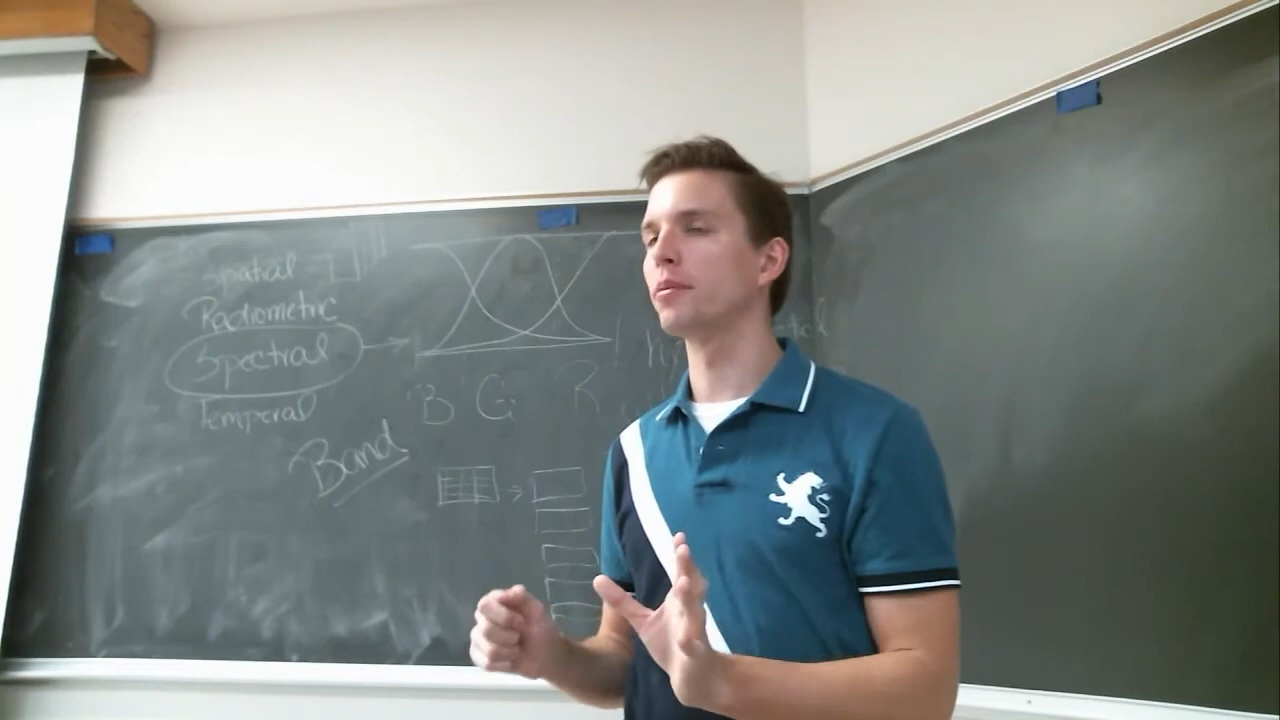 Spatial
Radiometric
Spectral
Temporal
B G R
Band